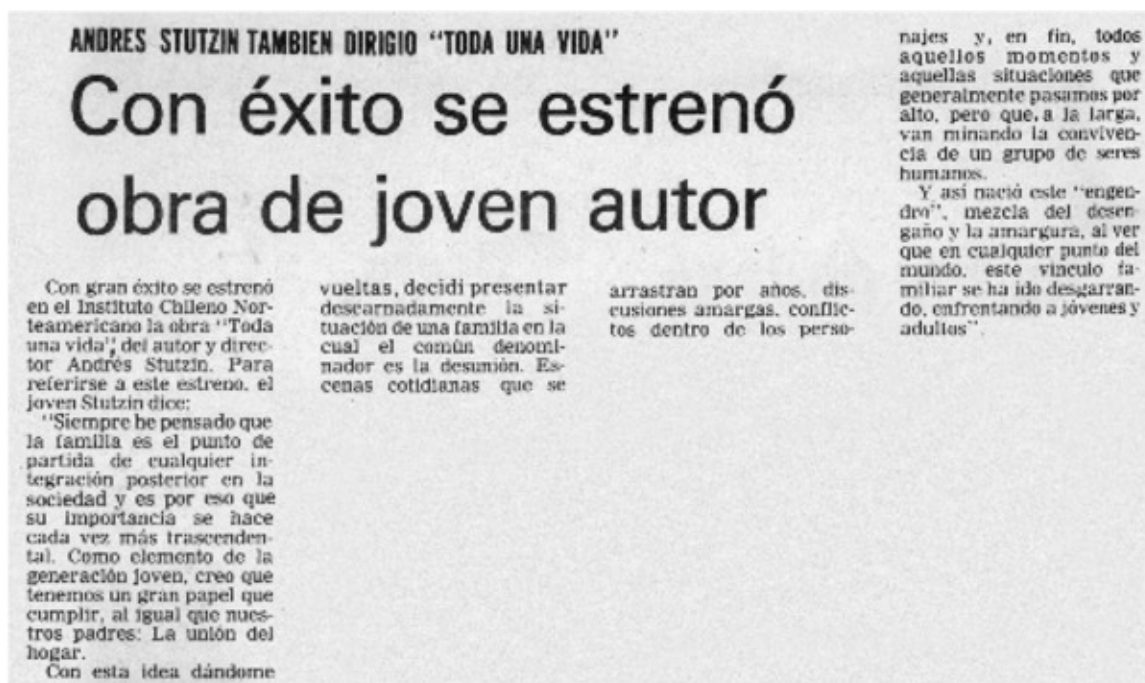 ANDRES STUTZIN TAMBIEN DIRIGIO "TODA UNA VIDA"
Con éxito se estrenó
obra de joven autor
Con gran éxito se estrenó
en el Instituto Chileno Nor-
teamericano la obra "Toda
una vida", del autor y direc-
tor Andrés Stutzin. Para
referirse a este estreno, el
joven Stutzin dice:
"Siempre he pensado que
la familia es el punto de
partida de cualquier in-
tegración posterior en la
sociedad y es por eso que
su importancia se hace
cada vez más trascenden-
tal. Como elemento de la
generación joven, creo que
tenemos un gran papel que
cumplir, al igual que nues-
tros padres: La unión del
hogar.
Con esta idea dándome
vueltas, decidí presentar
descarnadamente la si-
tuación de una familia en la
cual el común denomi-
nador es la desunión. Es-
cenas cotidianas que se
arrastran por años, dis-
cusiones amargas, conflic-
tos dentro de los perso-
najes y, en fin, todos
aquellos momentos y
aquellas situaciones que
generalmente pasamos por
alto, pero que, a la larga,
van minando la conviven-
cia de un grupo de seres
humanos.
Y así nació este "engen-
dro", mezcla del desen-
gaño y la amargura, al ver
que en cualquier punto del
mundo, este vínculo fa-
miliar se ha ido desgarran-
do, enfrentando a jóvenes y
adultos".